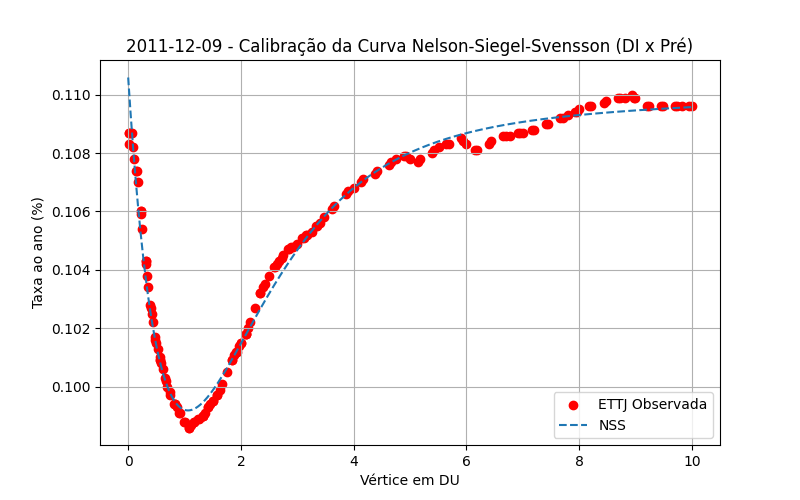 2011-12-09 - Calibração da Curva Nelson-Siegel-Svensson (DI x Pré)
Taxa ao ano (%)
0.110
0.108
0.106
0.104
0.102
0.100
0 2 4 6 8 10
Vértice em DU
ETTJ Observada
NSS